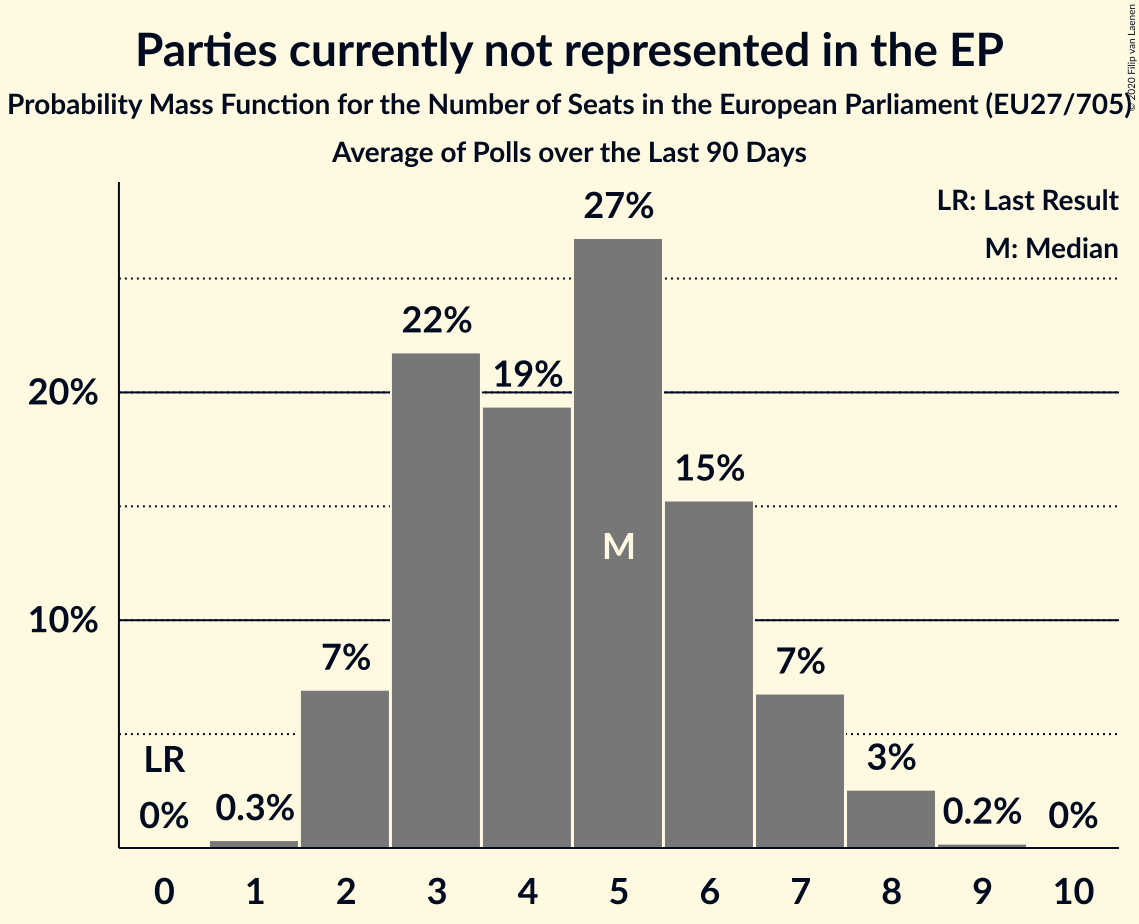 Parties currently not represented in the EP
Probability Mass Function for the Number of Seats in the European Parliament (EU27/705)
Average of Polls over the Last 90 Days
© 2020 Filip van Laenen
LR: Last Result
M: Median
27%
22%
19%
20%
15%
M
10%
7%
7%
LR
3%
0%
0.3%
0.2%
0%
0 1 2 3 4 5 6 7 8 9 10